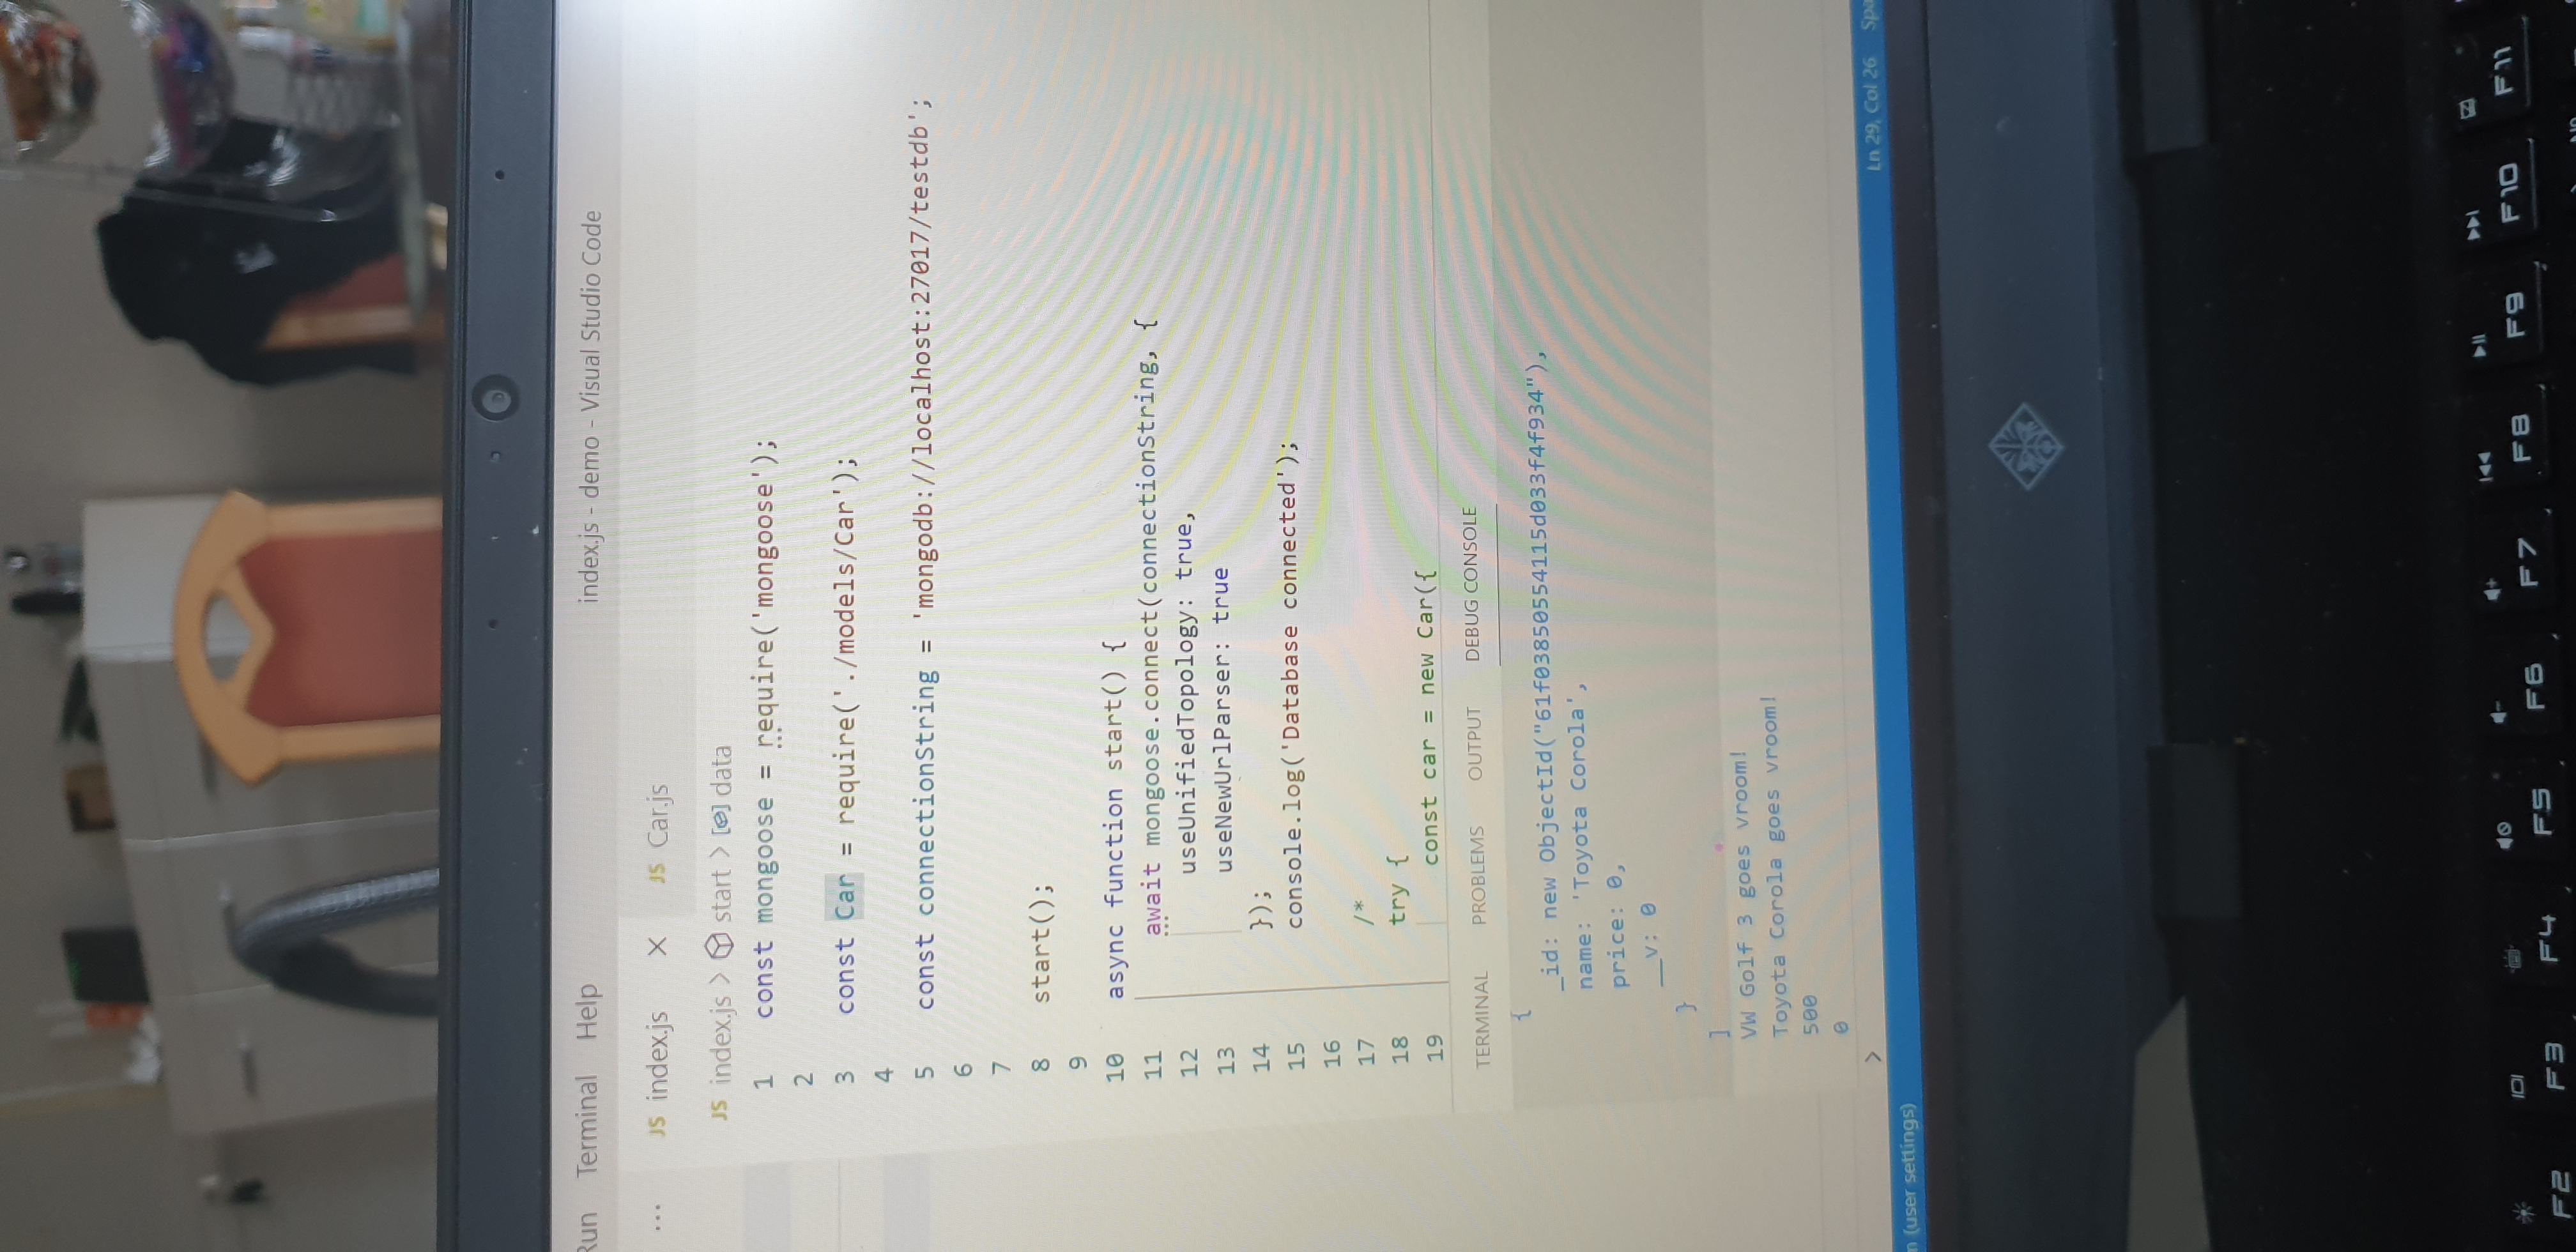 Run Terminal Help index.js - demo - Visual Studio Code
... JS index.js × JS Car.js
JS index.js > start > data
1 const mongoose = require('mongoose');
2
3 const Car = require('./models/Car');
4
5 const connectionString = 'mongodb://localhost:27017/testdb';
6
7
8 start();
9
10 async function start() {
11 await mongoose.connect(connectionString, {
12 useUnifiedTopology: true,
13 useNewUrlParser: true
14 });
15 console.log('Database connected');
16
17 /*
18 try {
19 const car = new Car({
TERMINAL PROBLEMS OUTPUT DEBUG CONSOLE
{
_id: new ObjectId("61f03850554115d033f4f934"),
name: 'Toyota Corola',
price: 0,
__v: 0
}
]
VW Golf 3 goes vroom!
Toyota Corola goes vroom!
500
0
>
n (user settings) Ln 29, Col 26 Spa
F2 F3 F4 F5 F6 F7 F8 F9 F10 F11